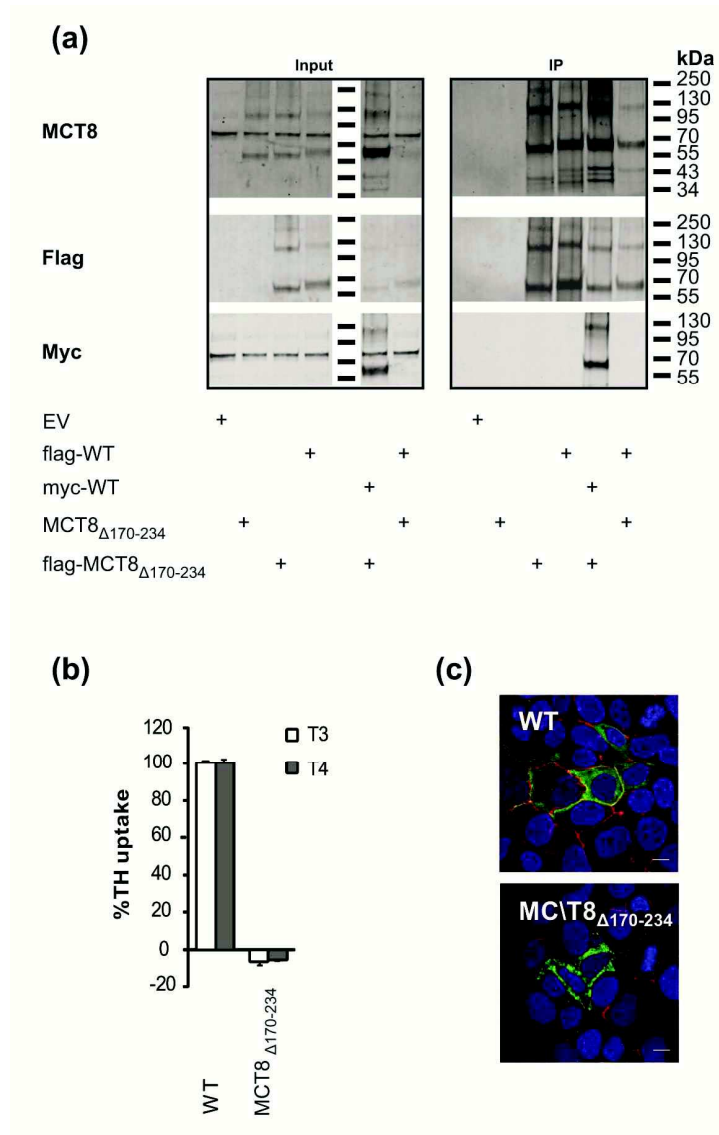 (a)
Input
IP
kDa
MCT8
250
130
95
70
55
43
34
Flag
250
130
95
70
55
Myc
130
95
70
55
EV + +
flag-WT + + + +
myc-WT + +
MCT8Δ170-234 + + + +
flag-MCT8Δ170-234 + + + +
(b)
%TH uptake
120
100
80
60
40
20
0
-20
T3
T4
WT
MCT8Δ170-234
(c)
WT
MC\T8Δ170-234